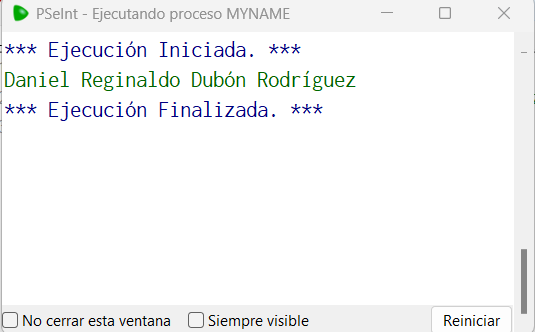 PSeInt - Ejecutando proceso MYNAME
*** Ejecución Iniciada. ***
Daniel Reginaldo Dubón Rodríguez
*** Ejecución Finalizada. ***
No cerrar esta ventana
Siempre visible
Reiniciar